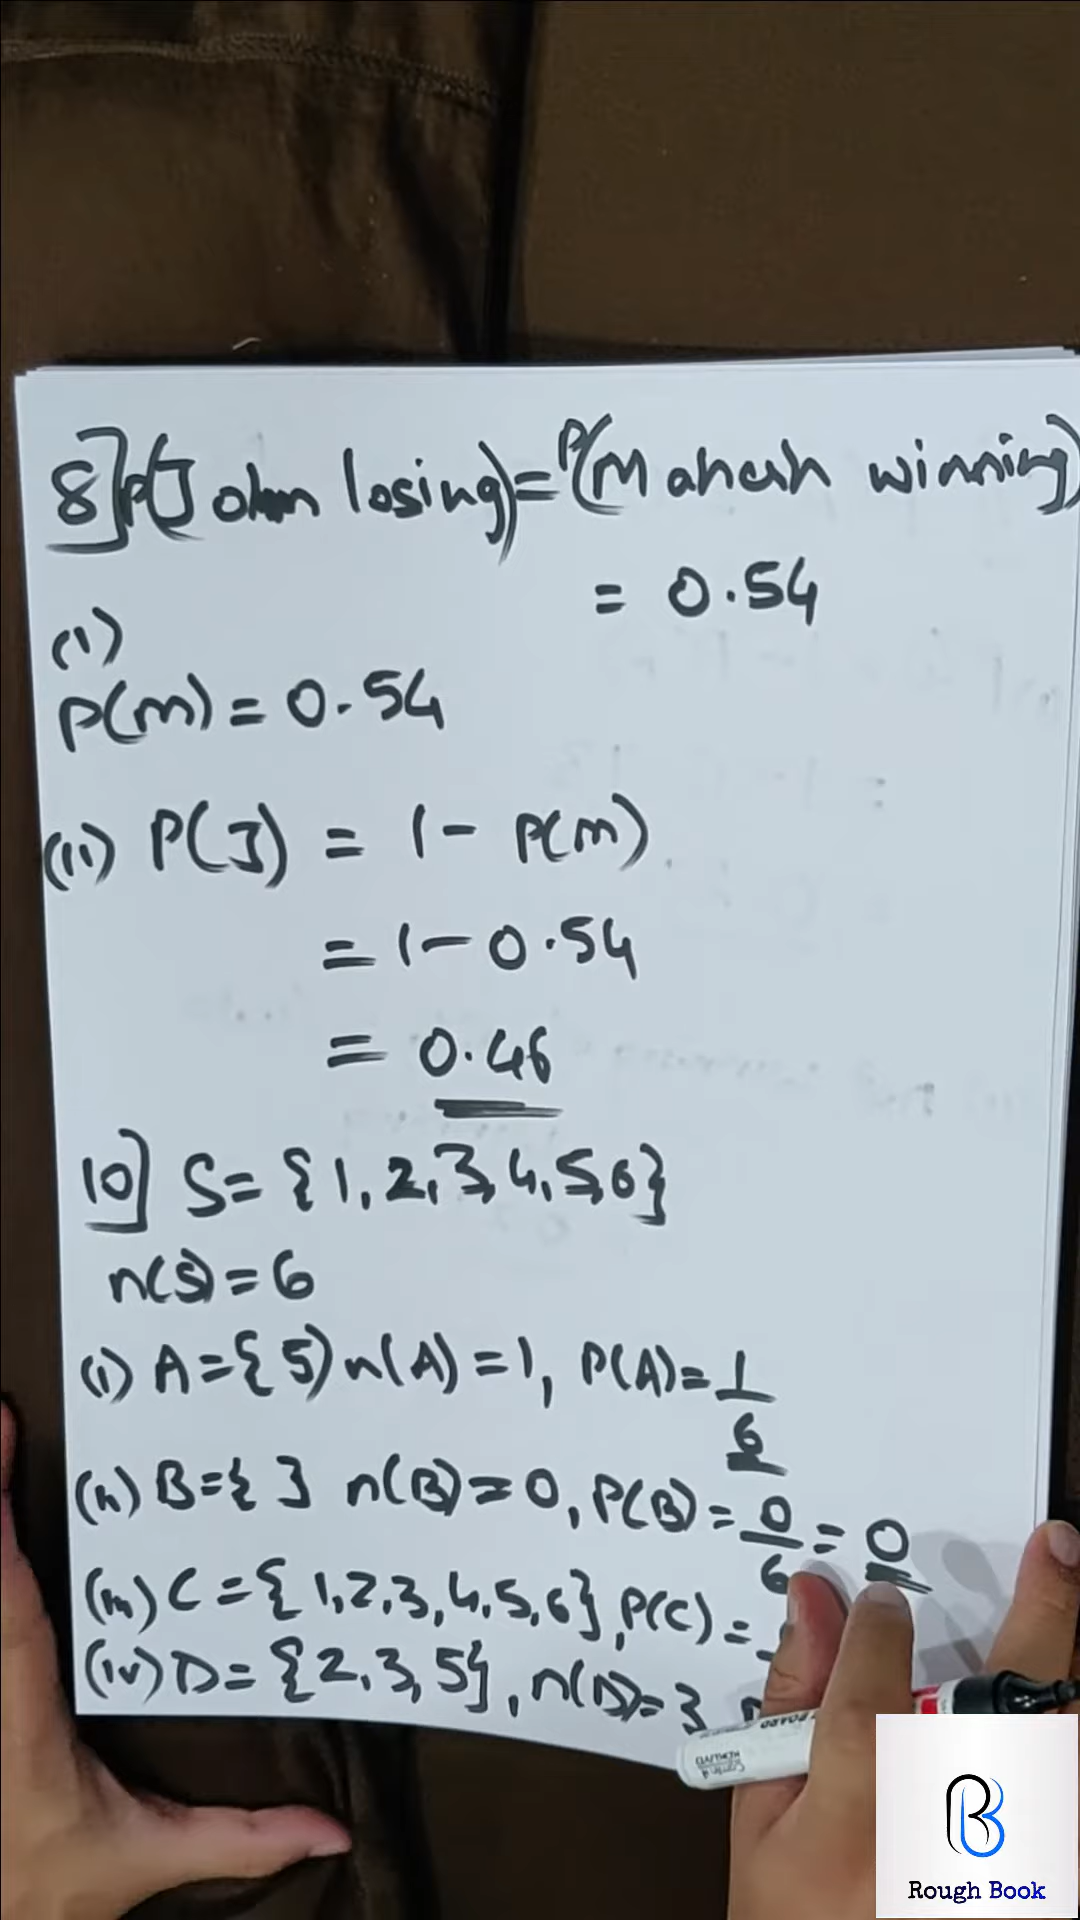 8] P(John losing) = P(Mahesh winning)
= 0.54
(i)
P(M) = 0.54
(ii) P(J) = 1 - P(M)
= 1 - 0.54
= 0.46
10] S = {1, 2, 3, 4, 5, 6}
n(S) = 6
(i) A = {5} n(A) = 1, P(A) = 1/6
(ii) B = { } n(B) = 0, P(B) = 0/6 = 0
(iii) C = {1, 2, 3, 4, 5, 6}, P(C) =
(iv) D = {2, 3, 5}, n(D) = 3
B
Rough Book